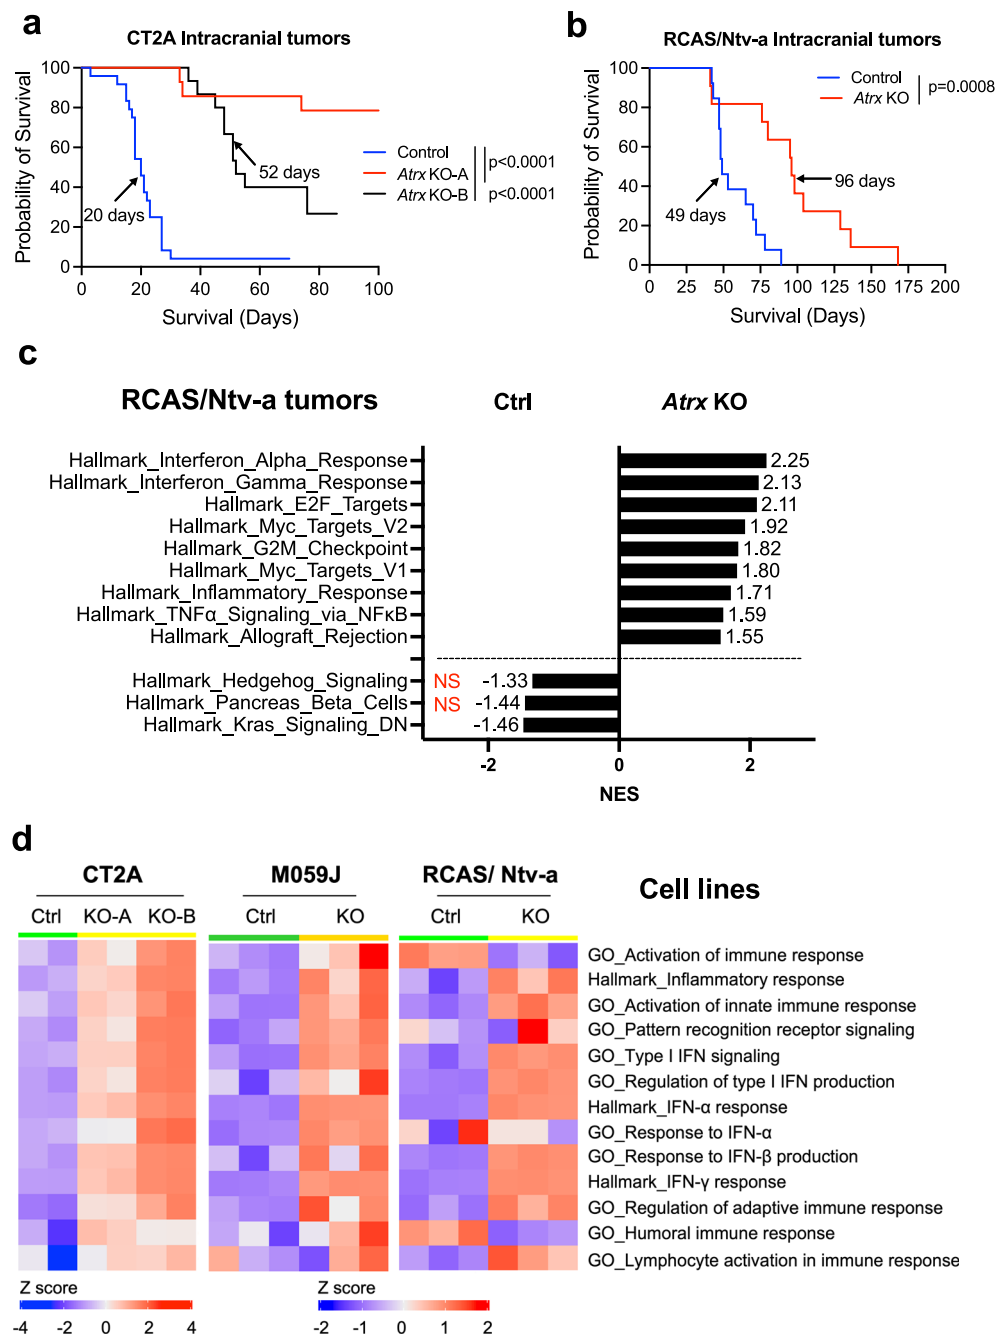 a
CT2A Intracranial tumors
Probability of Survival
100
80
60
40
20
0
0 20 40 60 80 100
Survival (Days)
20 days
52 days
Control
Atrx KO-A
Atrx KO-B
p<0.0001
p<0.0001
b
RCAS/Ntv-a Intracranial tumors
Probability of Survival
100
80
60
40
20
0
0 25 50 75 100 125 150 175 200
Survival (Days)
49 days
96 days
Control
Atrx KO
p=0.0008
c
RCAS/Ntv-a tumors Ctrl Atrx KO
Hallmark_Interferon_Alpha_Response 2.25
Hallmark_Interferon_Gamma_Response 2.13
Hallmark_E2F_Targets 2.11
Hallmark_Myc_Targets_V2 1.92
Hallmark_G2M_Checkpoint 1.82
Hallmark_Myc_Targets_V1 1.80
Hallmark_Inflammatory_Response 1.71
Hallmark_TNFα_Signaling_via_NFκB 1.59
Hallmark_Allograft_Rejection 1.55
Hallmark_Hedgehog_Signaling NS -1.33
Hallmark_Pancreas_Beta_Cells NS -1.44
Hallmark_Kras_Signaling_DN -1.46
-2 0 2
NES
d
CT2A M059J RCAS/ Ntv-a Cell lines
Ctrl KO-A KO-B Ctrl KO Ctrl KO
GO_Activation of immune response
Hallmark_Inflammatory response
GO_Activation of innate immune response
GO_Pattern recognition receptor signaling
GO_Type I IFN signaling
GO_Regulation of type I IFN production
Hallmark_IFN-α response
GO_Response to IFN-α
GO_Response to IFN-β production
Hallmark_IFN-γ response
GO_Regulation of adaptive immune response
GO_Humoral immune response
GO_Lymphocyte activation in immune response
Z score
-4 -2 0 2 4
Z score
-2 -1 0 1 2